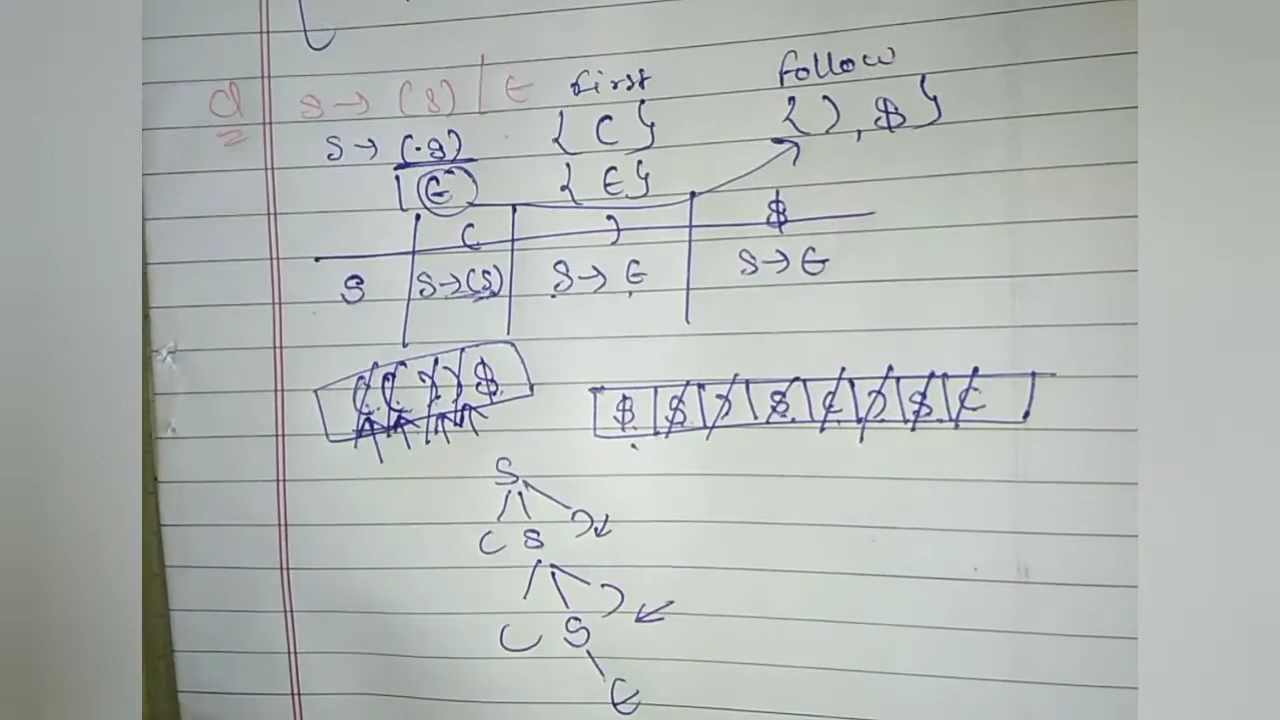 Q S → (S) | ε First Follow
S → (·S) { ( } { ) , $ }
| ε { ε }
( ) $
S S→(S) S→ε S→ε
( ( ) ) $
$ S ) S ( ) S (
S
( S )
( S )
ε